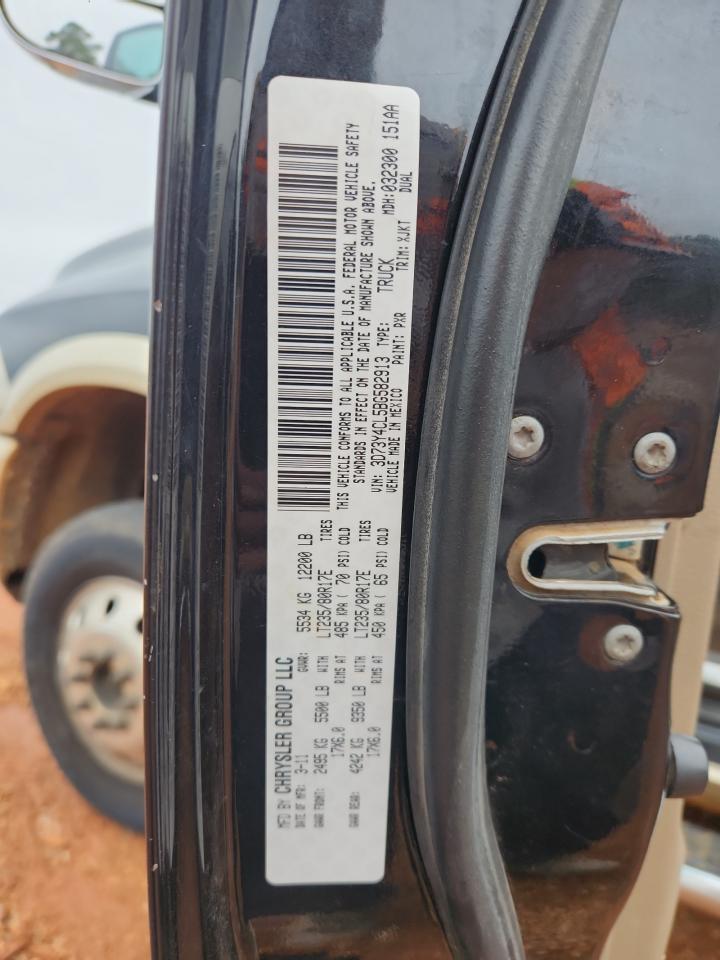 MFD BY CHRYSLER GROUP LLC
DATE OF MFR: 3-11 GVWR: 5534 KG 12200 LB
GAWR FRONT: 2495 KG 5500 LB WITH LT235/80R17E TIRES
17X6.0 RIMS AT 485 KPA ( 70 PSI) COLD
GAWR REAR: 4242 KG 9350 LB WITH LT235/80R17E TIRES
17X6.0 RIMS AT 450 KPA ( 65 PSI) COLD
THIS VEHICLE CONFORMS TO ALL APPLICABLE U.S.A. FEDERAL MOTOR VEHICLE SAFETY
STANDARDS IN EFFECT ON THE DATE OF MANUFACTURE SHOWN ABOVE.
VIN: 3D73Y4CL5BG582913 TYPE: TRUCK MDH:032300 151AA
VEHICLE MADE IN MEXICO PAINT: PXR TRIM: XJKT DUAL